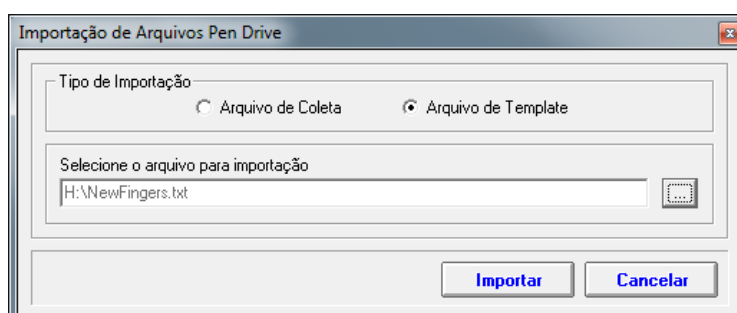 Importação de Arquivos Pen Drive
Tipo de Importação
Arquivo de Coleta Arquivo de Template
Selecione o arquivo para importação
H:\NewFingers.txt ...
Importar Cancelar